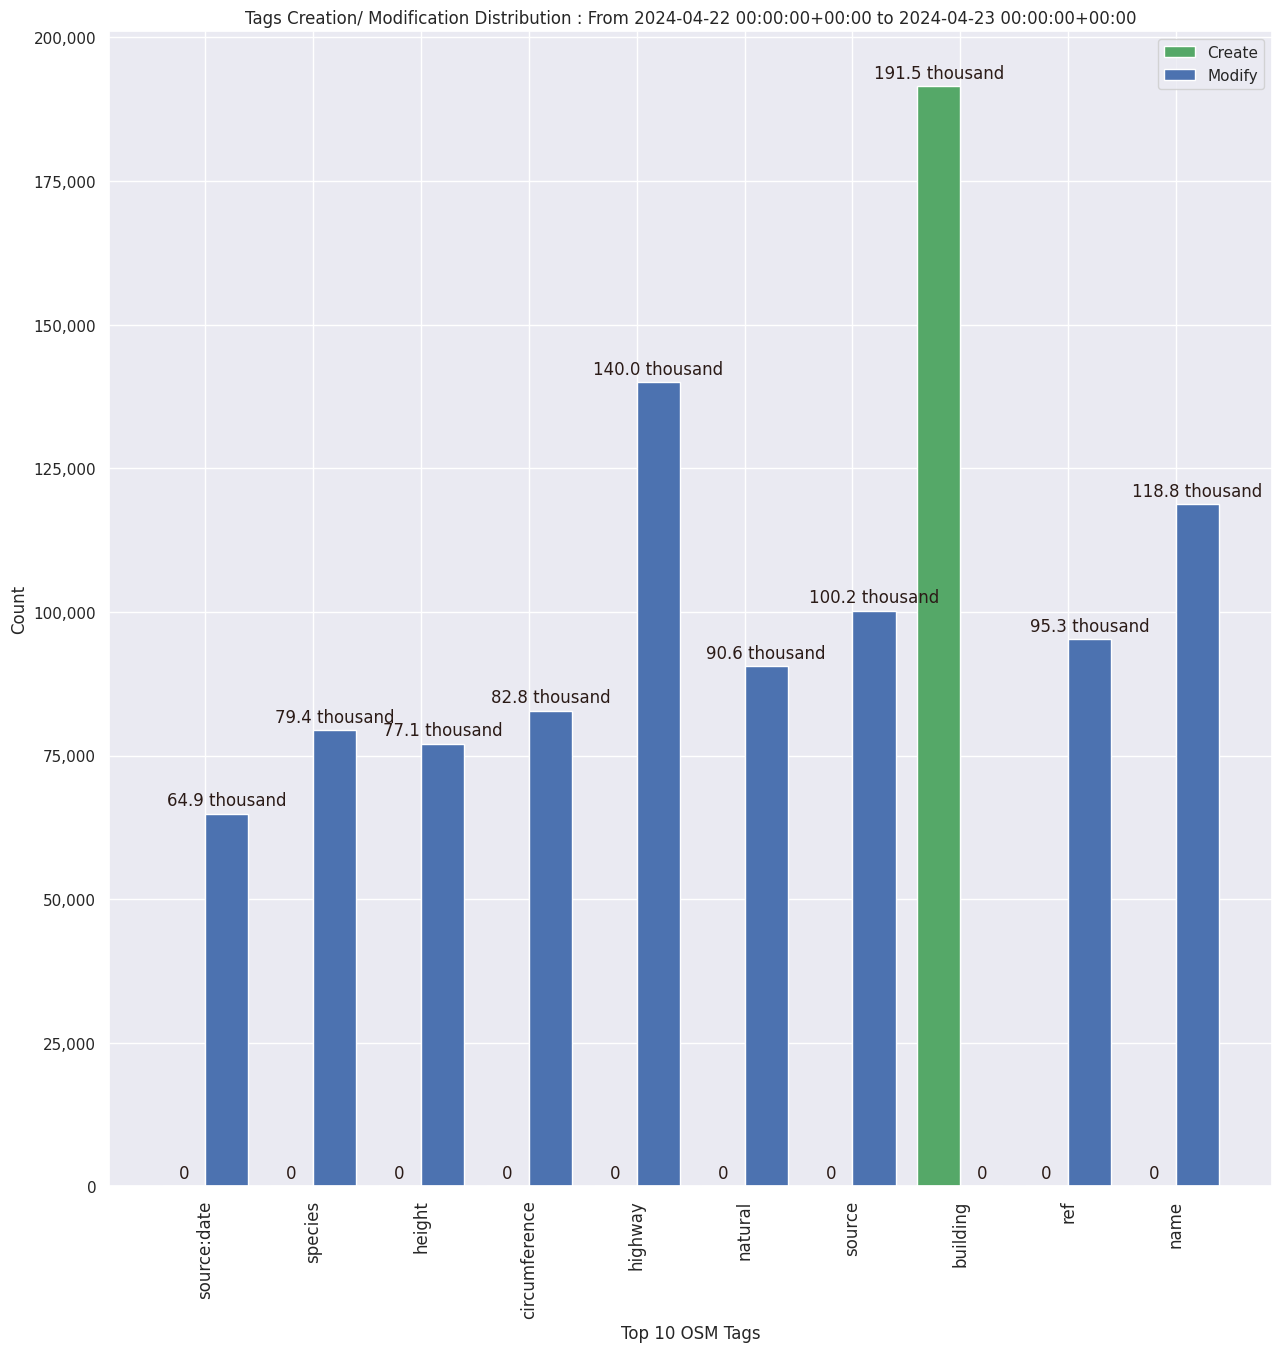 Tags Creation/ Modification Distribution : From 2024-04-22 00:00:00+00:00 to 2024-04-23 00:00:00+00:00
Create
Modify
200,000
175,000
150,000
125,000
100,000
75,000
50,000
25,000
0
Count
191.5 thousand
140.0 thousand
118.8 thousand
100.2 thousand
95.3 thousand
90.6 thousand
82.8 thousand
79.4 thousand
77.1 thousand
64.9 thousand
0 0 0 0 0 0 0 0 0 0
source:date
species
height
circumference
highway
natural
source
building
ref
name
Top 10 OSM Tags